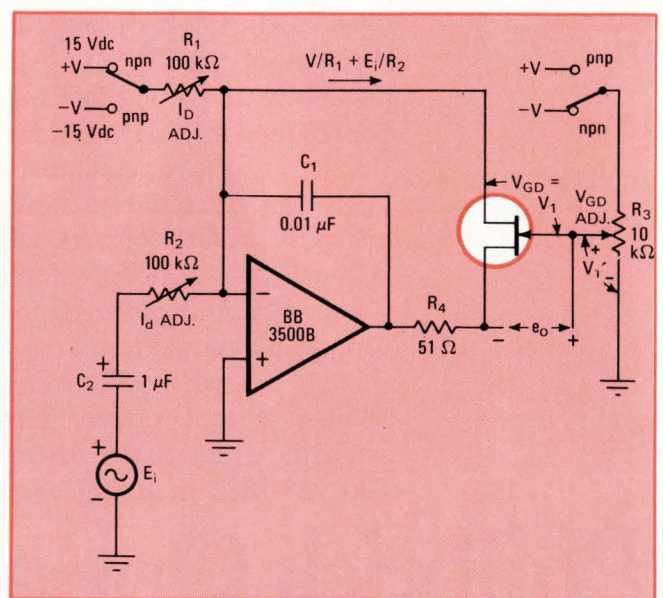 15 Vdc
+V npn
−V pnp
−15 Vdc
R1
100 kΩ
ID
ADJ.
V/R1 + Ei/R2
+V pnp
−V
npn
C1
0.01 μF
VGD =
V1
VGD
ADJ.
R3
10
kΩ
+
V1′
−
R2
100 kΩ
Id ADJ.
−
BB
3500B
+
R4
51 Ω
− eo +
+
C2 1 μF
+
Ei
−